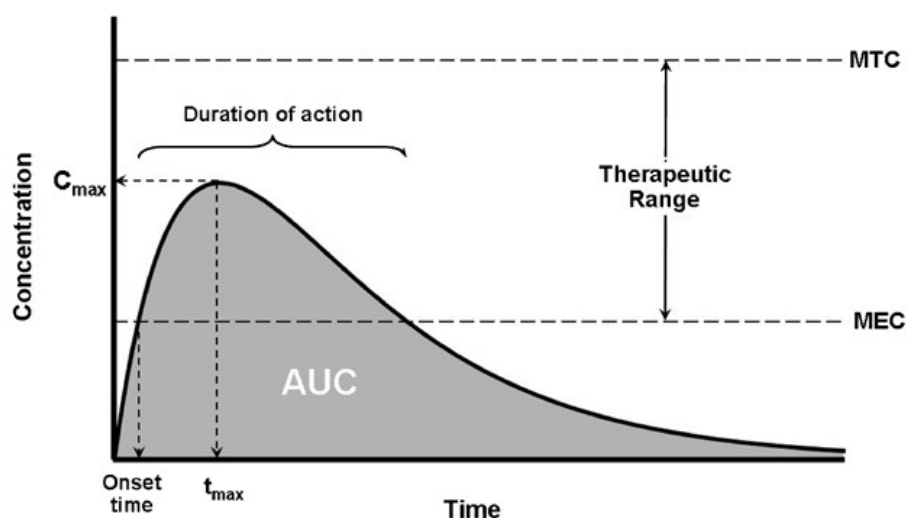 MTC
Duration of action
Therapeutic
Range
Cmax
Concentration
MEC
AUC
Onset
time
tmax
Time